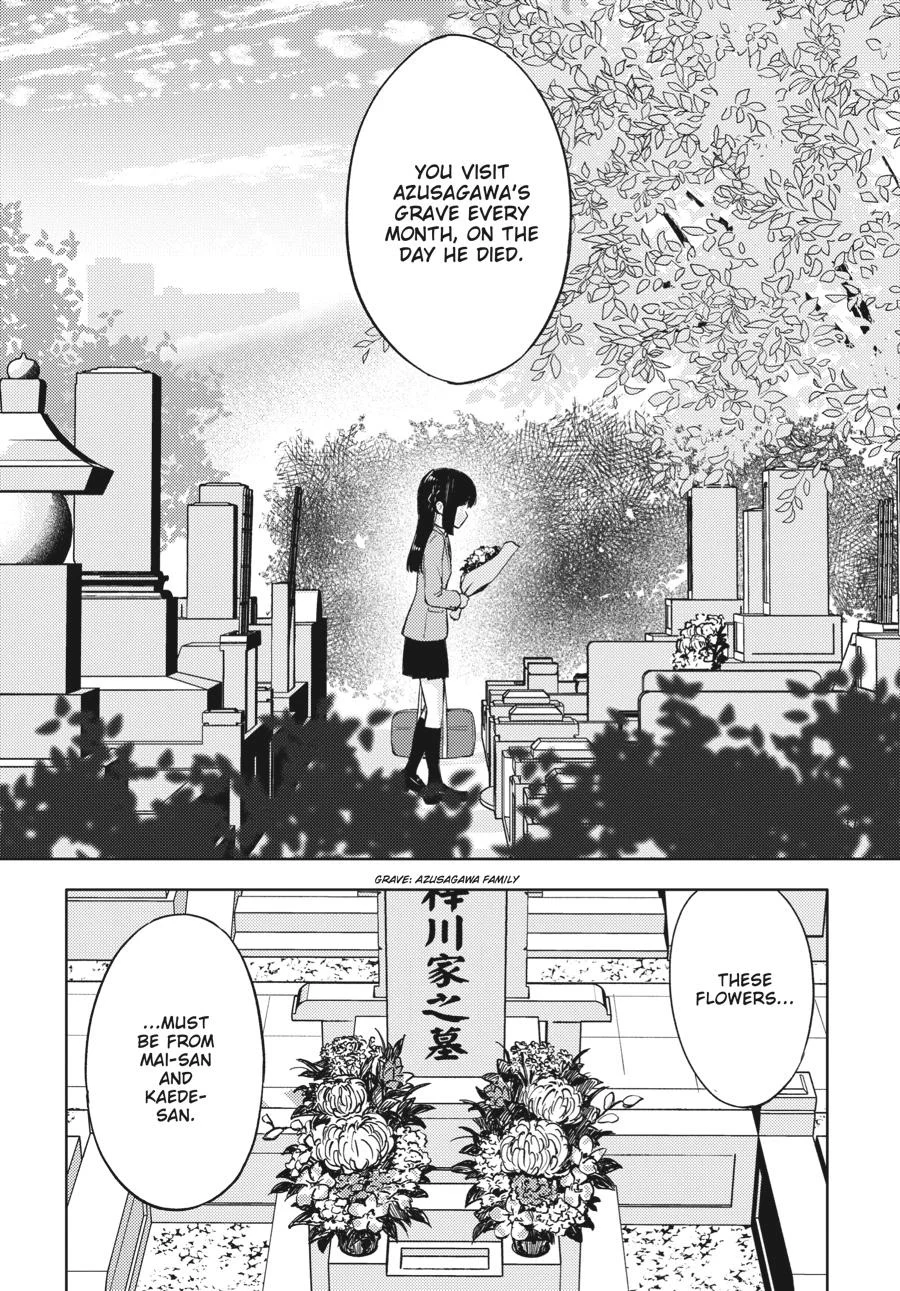 YOU VISIT
AZUSAGAWA'S
GRAVE EVERY
MONTH, ON THE
DAY HE DIED.
GRAVE: AZUSAGAWA FAMILY
THESE
FLOWERS...
梓川家之墓
...MUST
BE FROM
MAI-SAN
AND
KAEDE-
SAN.